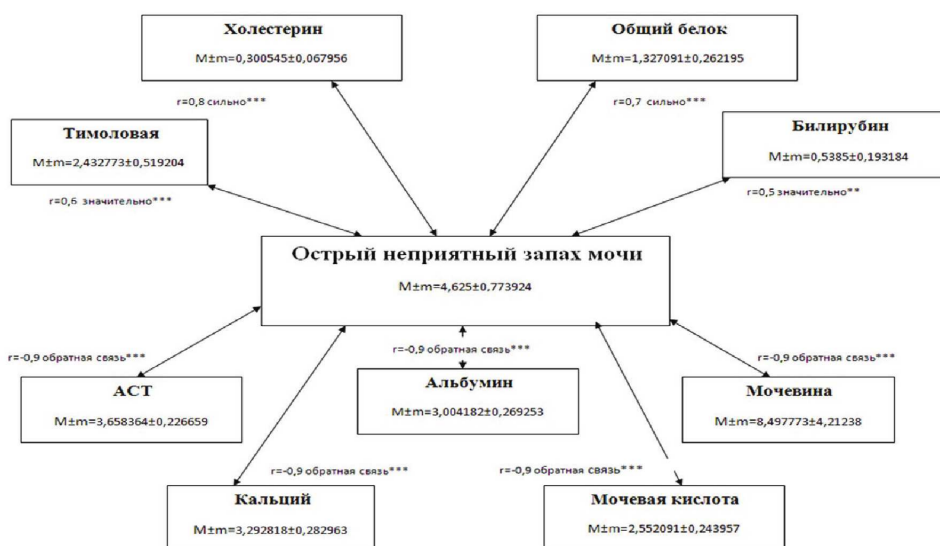 Холестерин
М±m=0,300545±0,067956
Общий белок
М±m=1,327091±0,262195
r=0,8 сильно***
r=0,7 сильно***
Тимоловая
М±m=2,432773±0,519204
Билирубин
М±m=0,5385±0,193184
r=0,6 значительно***
r=0,5 значительно**
Острый неприятный запах мочи
М±m=4,625±0,773924
r=-0,9 обратная связь***
r=-0,9 обратная связь***
r=-0,9 обратная связь***
АСТ
М±m=3,658364±0,226659
Альбумин
М±m=3,004182±0,269253
Мочевина
М±m=8,497773±4,21238
r=-0,9 обратная связь***
r=-0,9 обратная связь***
Кальций
М±m=3,292818±0,282963
Мочевая кислота
М±m=2,552091±0,243957